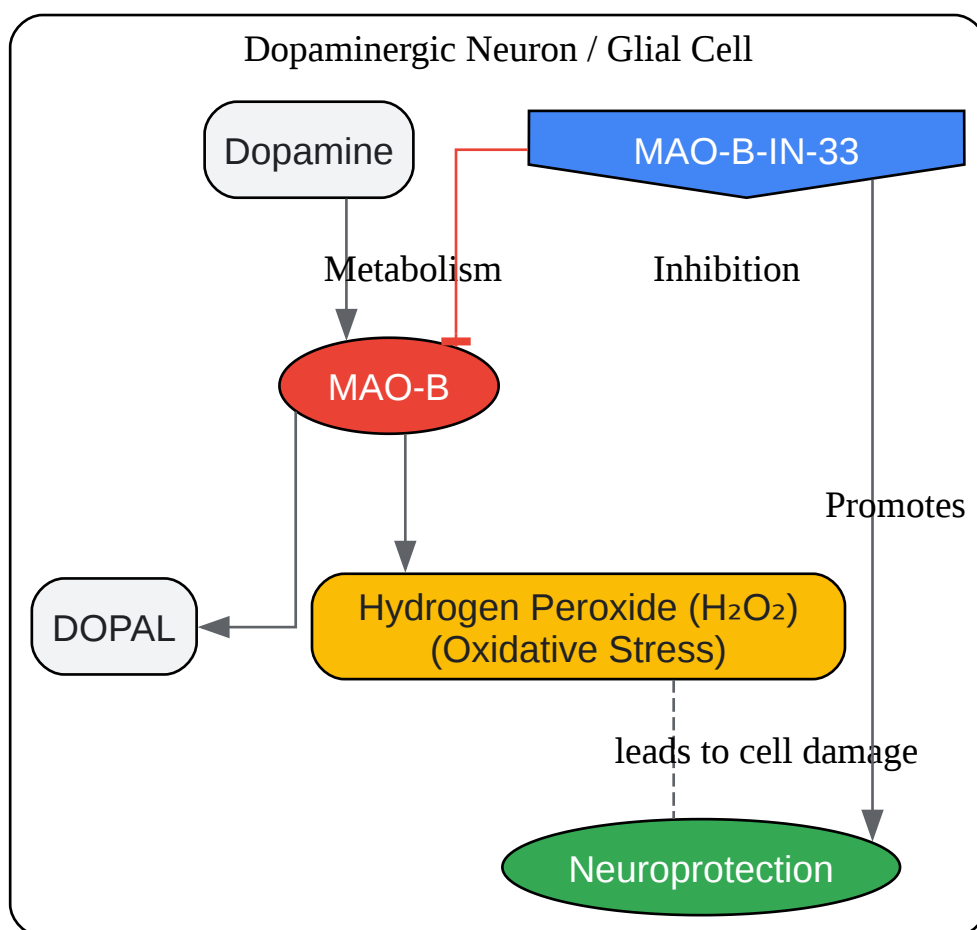 Dopaminergic Neuron / Glial Cell
Dopamine
MAO-B-IN-33
Metabolism
Inhibition
MAO-B
Promotes
Hydrogen Peroxide (H₂O₂)
(Oxidative Stress)
DOPAL
leads to cell damage
Neuroprotection